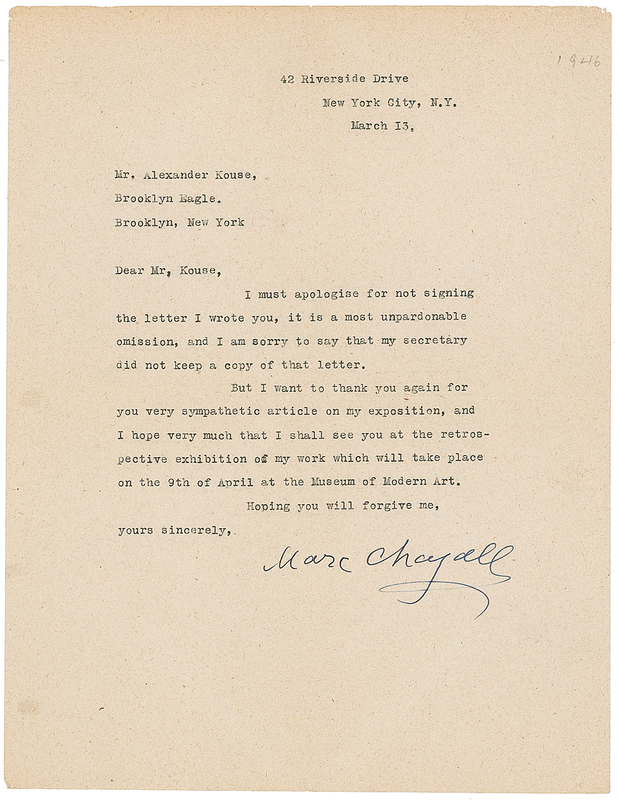 1946
42 Riverside Drive
New York City, N.Y.
March 13.
Mr. Alexander Kouse,
Brooklyn Eagle.
Brooklyn, New York
Dear Mr. Kouse,
I must apologise for not signing
the letter I wrote you, it is a most unpardonable
omission, and I am sorry to say that my secretary
did not keep a copy of that letter.
But I want to thank you again for
you very sympathetic article on my exposition, and
I hope very much that I shall see you at the retros-
pective exhibition of my work which will take place
on the 9th of April at the Museum of Modern Art.
Hoping you will forgive me,
yours sincerely,
Marc Chagall